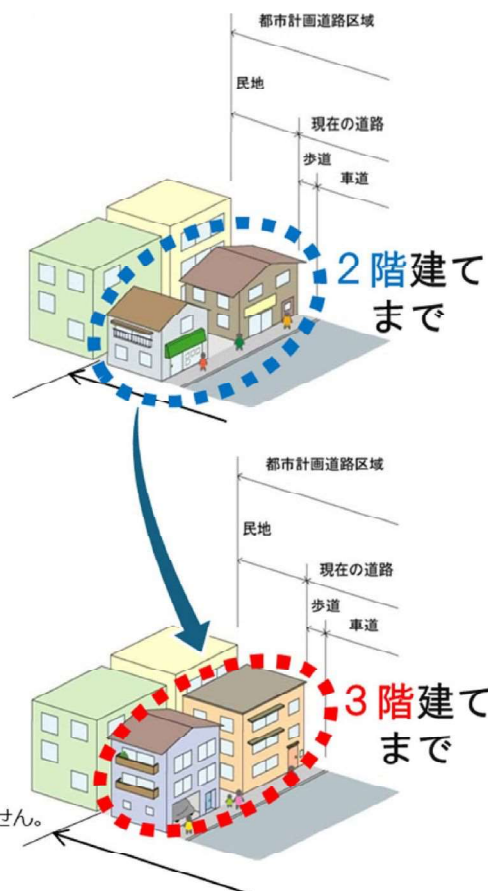 都市計画道路区域
民地
現在の道路
歩道
車道
2階建て
まで
都市計画道路区域
民地
現在の道路
歩道
車道
3階建て
まで
せん。